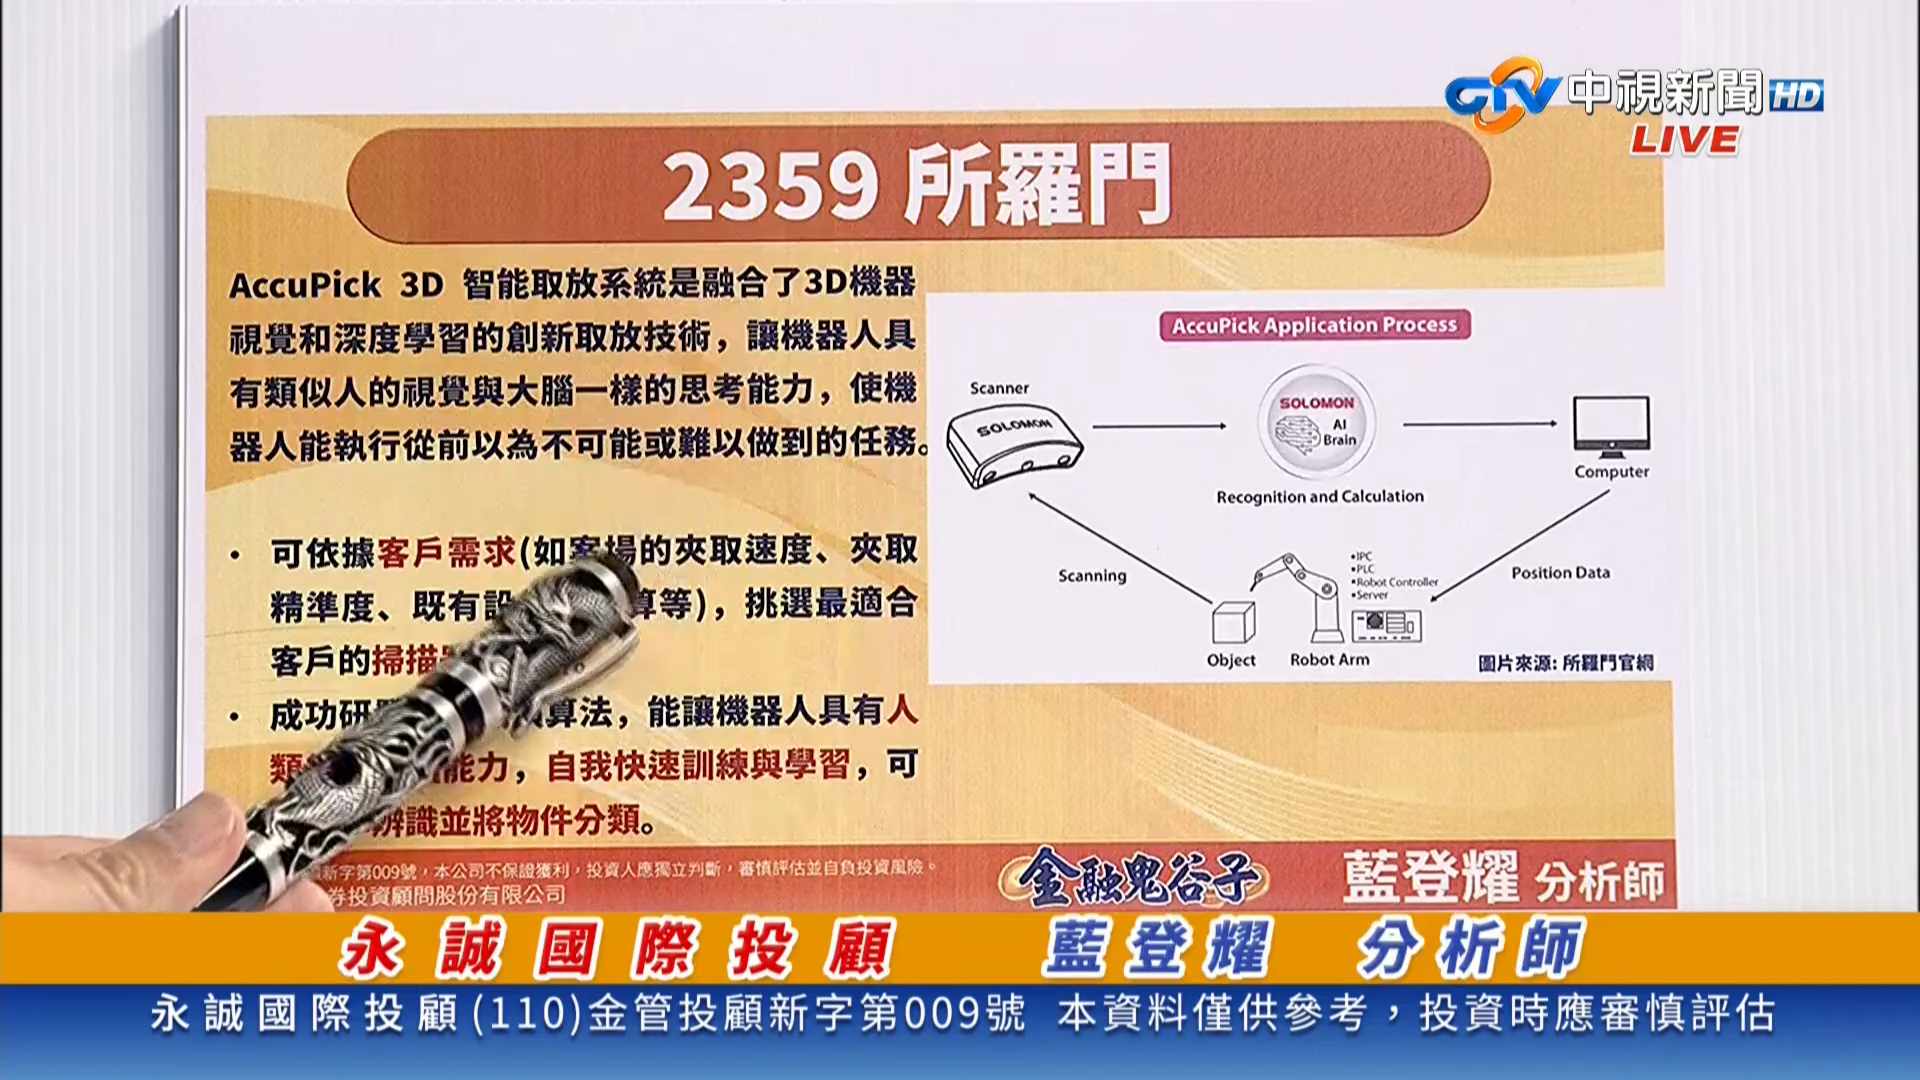 CTV 中視新聞 HD
LIVE
2359 所羅門
AccuPick 3D 智能取放系統是融合了3D機器
視覺和深度學習的創新取放技術，讓機器人具
有類似人的視覺與大腦一樣的思考能力，使機
器人能執行從前以為不可能或難以做到的任務。
• 可依據客戶需求(如案場的夾取速度、夾取
精準度、既有設 算等)，挑選最適合
客戶的掃描
• 成功研 算法，能讓機器人具有人
類 能力，自我快速訓練與學習，可
辨識並將物件分類。
AccuPick Application Process
Scanner
SOLOMON
SOLOMON
AI
Brain
Recognition and Calculation
Computer
Scanning
•IPC
•PLC
•Robot Controller
•Server
Position Data
Object
Robot Arm
圖片來源: 所羅門官網
新字第009號，本公司不保證獲利，投資人應獨立判斷，審慎評估並自負投資風險。
券投資顧問股份有限公司
金融鬼谷子
藍登耀 分析師
永誠國際投顧 藍登耀 分析師
永誠國際投顧(110)金管投顧新字第009號 本資料僅供參考，投資時應審慎評估